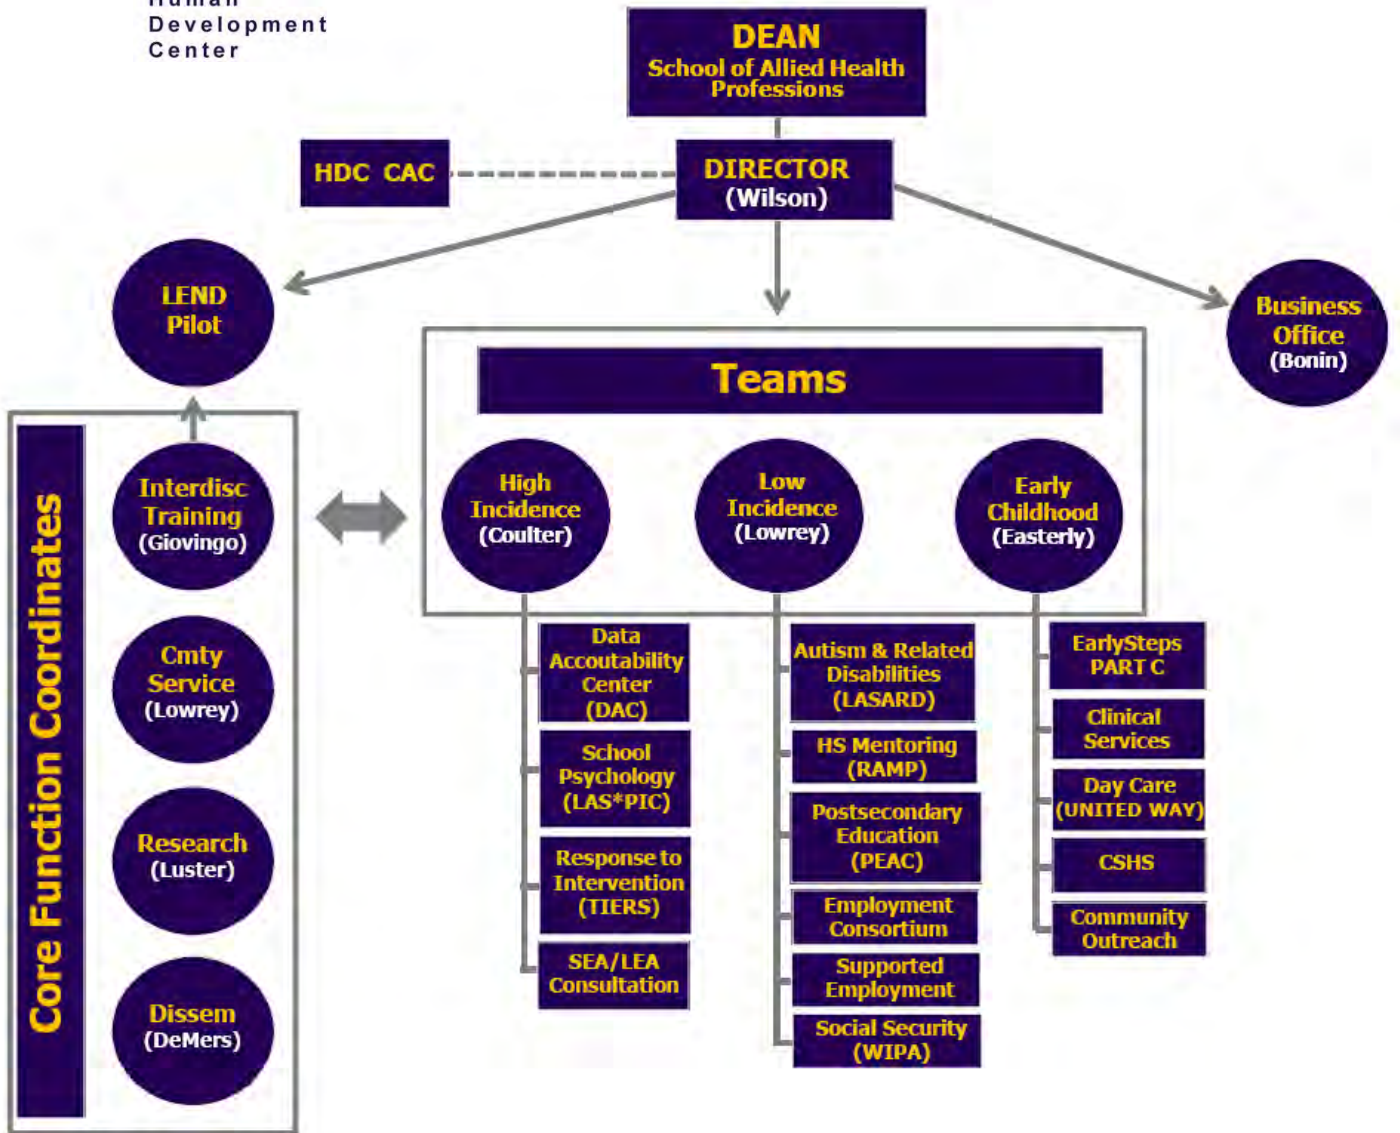 Human
Development
Center
DEAN
School of Allied Health
Professions
HDC CAC
DIRECTOR
(Wilson)
LEND
Pilot
Business
Office
(Bonin)
Teams
Core Function Coordinates
Interdisc
Training
(Giovingo)
Cmty
Service
(Lowrey)
Research
(Luster)
Dissem
(DeMers)
High
Incidence
(Coulter)
Low
Incidence
(Lowrey)
Early
Childhood
(Easterly)
Data
Accoutability
Center
(DAC)
School
Psychology
(LAS*PIC)
Response to
Intervention
(TIERS)
SEA/LEA
Consultation
Autism & Related
Disabilities
(LASARD)
HS Mentoring
(RAMP)
Postsecondary
Education
(PEAC)
Employment
Consortium
Supported
Employment
Social Security
(WIPA)
EarlySteps
PART C
Clinical
Services
Day Care
(UNITED WAY)
CSHS
Community
Outreach